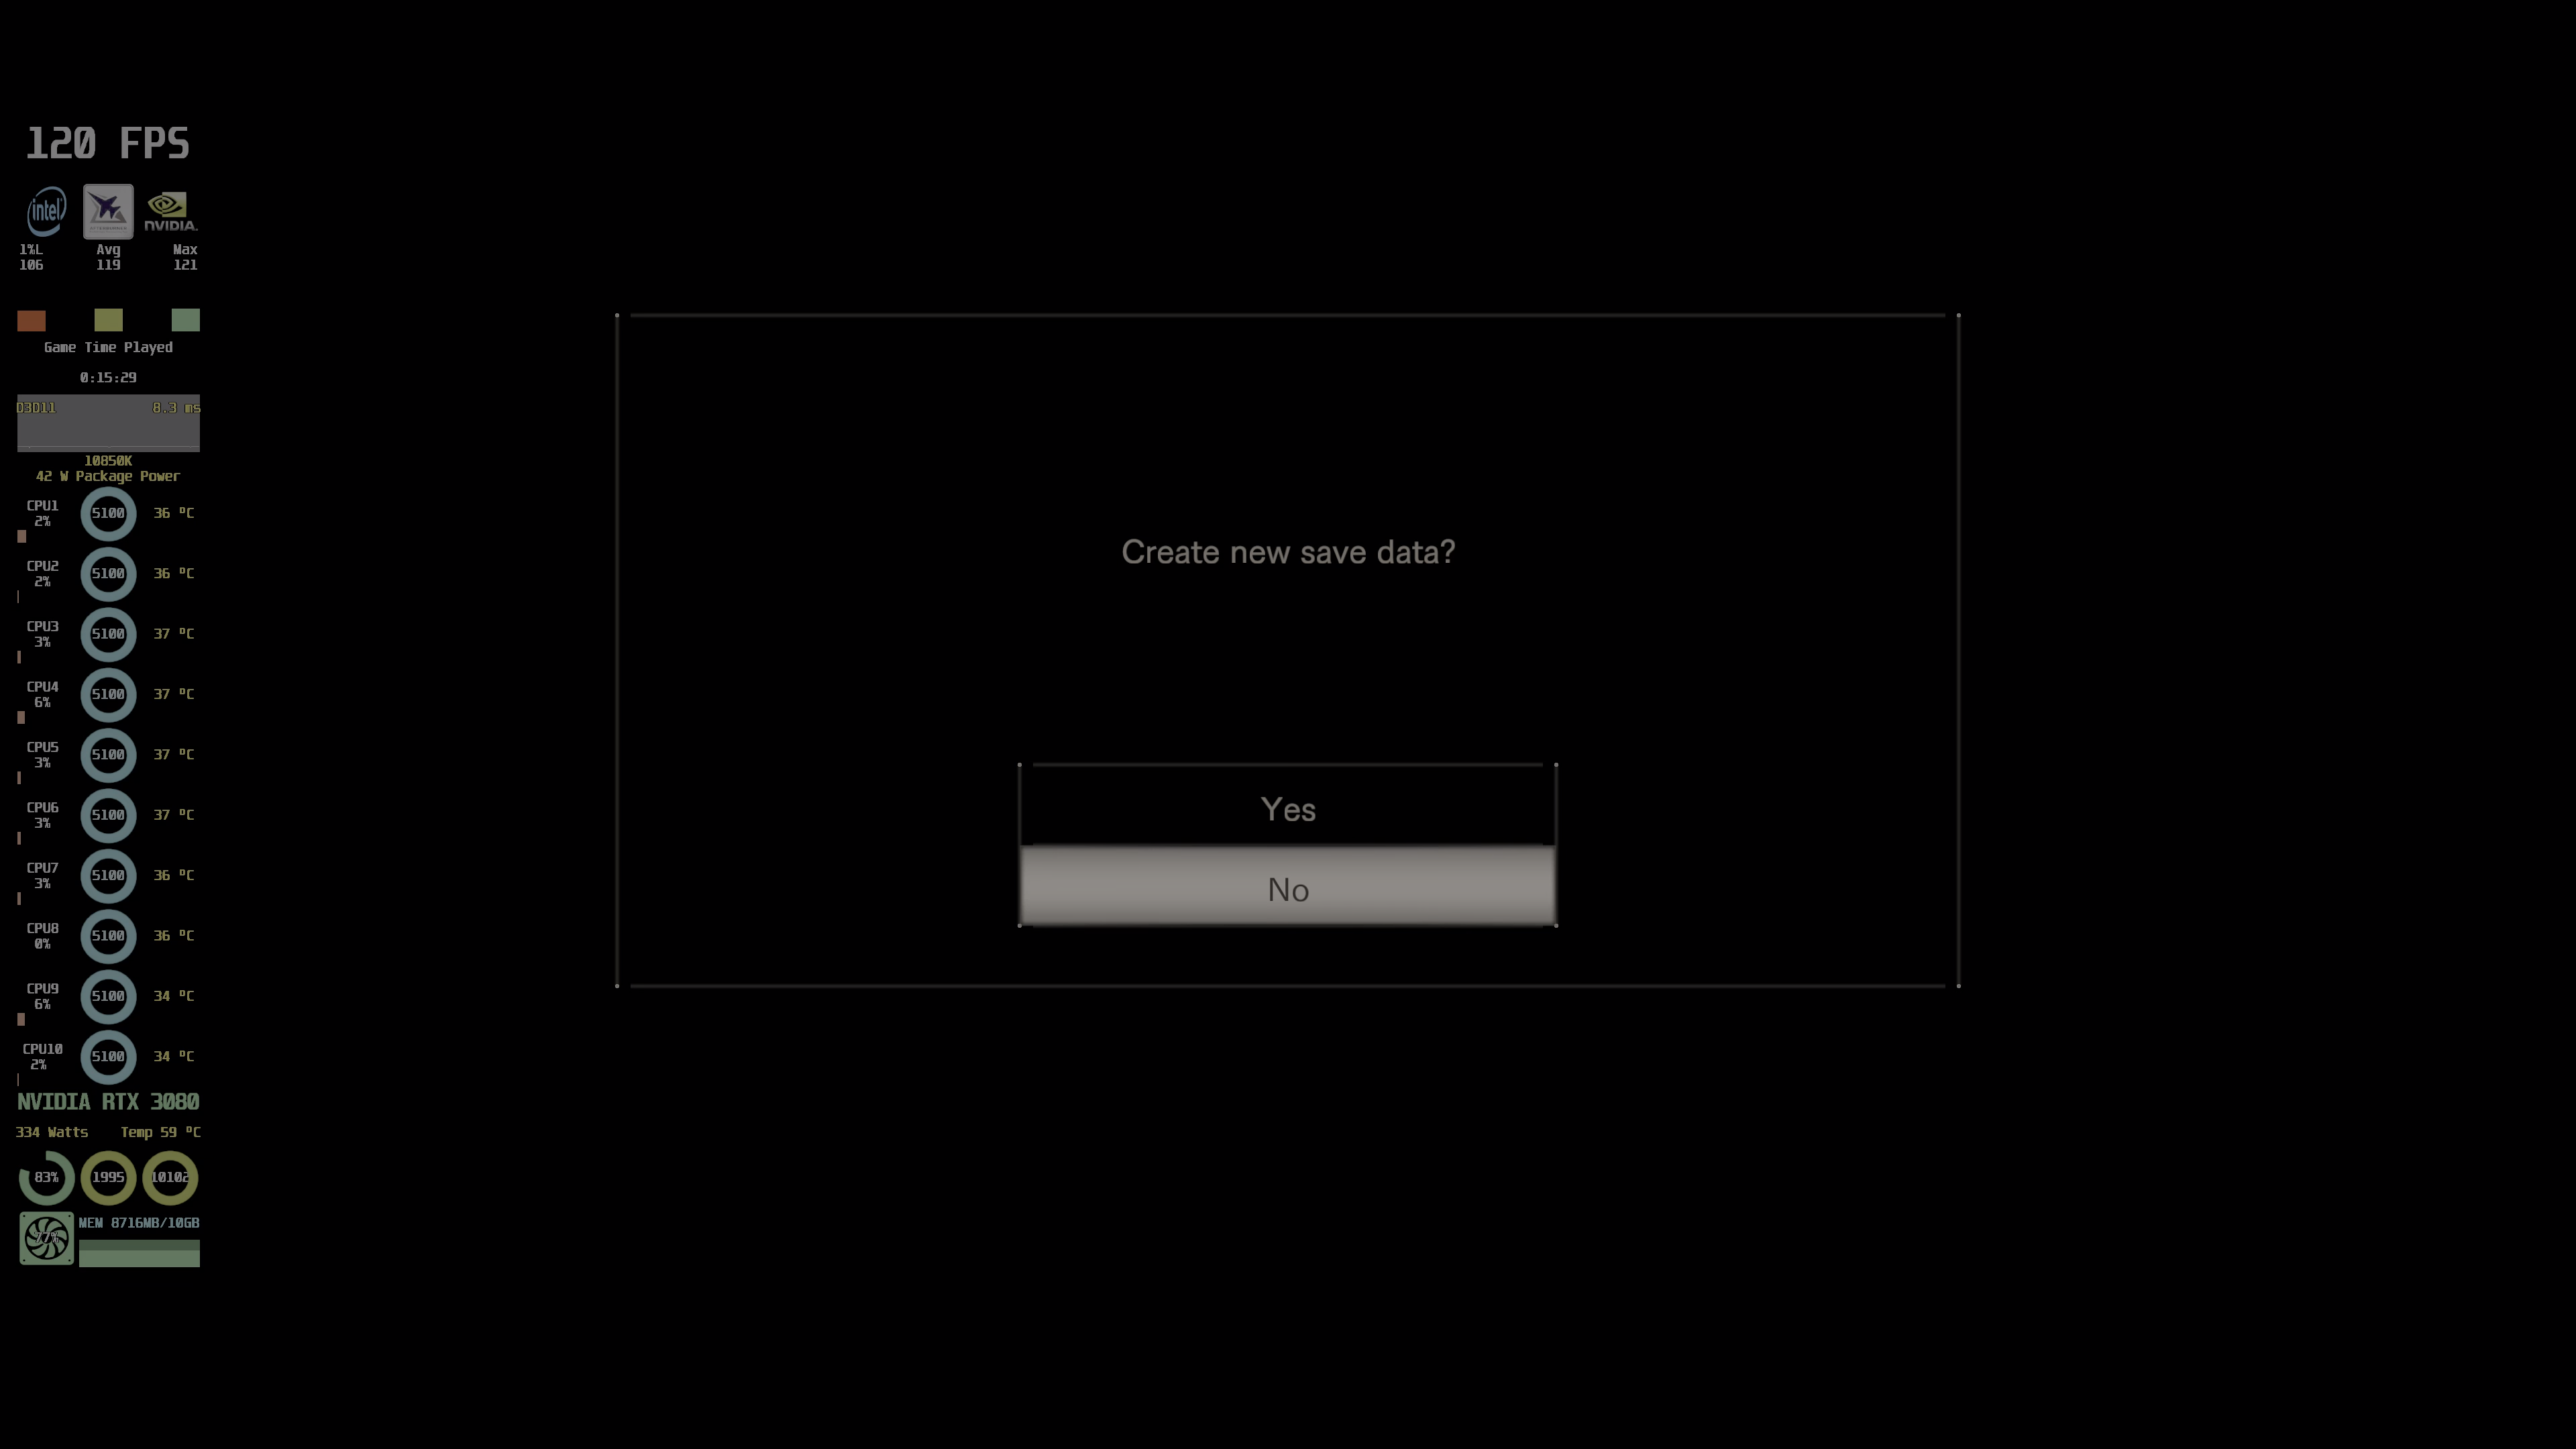 120 FPS
intel
NVIDIA.
1%L Avg Max
106 119 121
Game Time Played
0:15:29
D3D11 8.3 ms
10850K
42 W Package Power
CPU1 5100 36 °C
2%
CPU2 5100 36 °C
2%
CPU3 5100 37 °C
3%
CPU4 5100 37 °C
6%
CPU5 5100 37 °C
3%
CPU6 5100 37 °C
3%
CPU7 5100 36 °C
3%
CPU8 5100 36 °C
0%
CPU9 5100 34 °C
6%
CPU10 5100 34 °C
2%
NVIDIA RTX 3080
334 Watts Temp 59 °C
83% 1995 10102
77% MEM 8716MB/10GB
Create new save data?
Yes
No